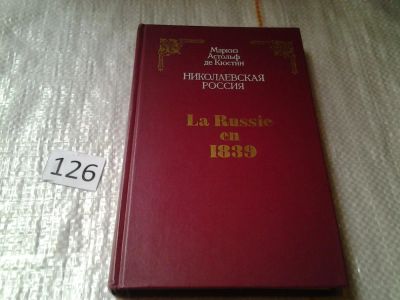 Маркиз
Астольф
де Кюстин
НИКОЛАЕВСКАЯ
РОССИЯ
La Russie
en
1839
126